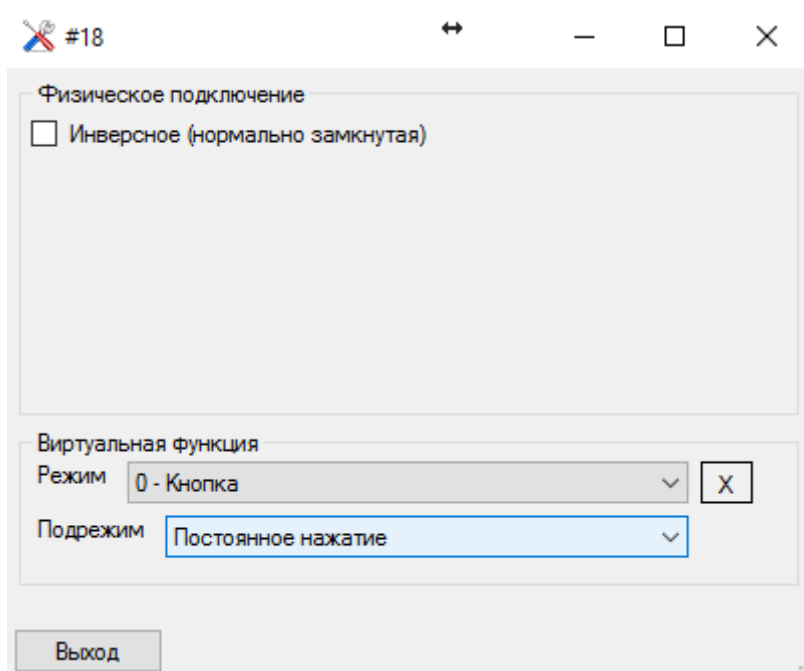 #18
Физическое подключение
Инверсное (нормально замкнутая)
Виртуальная функция
Режим 0 - Кнопка X
Подрежим Постоянное нажатие
Выход